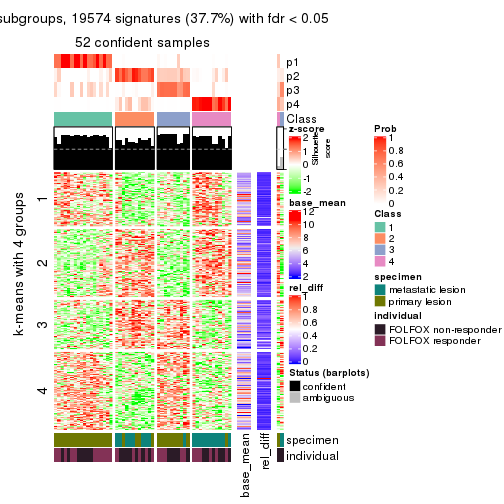 subgroups, 19574 signatures (37.7%) with fdr < 0.05
52 confident samples
p1
p2
p3
p4
Class
Silhouette
score
k-means with 4 groups
1
2
3
4
specimen
individual
base_mean
rel_diff
z-score
2
1
0
-1
-2
base_mean
12
10
8
6
4
2
rel_diff
1
0.8
0.6
0.4
0.2
0
Status (barplots)
confident
ambiguous
Prob
1
0.8
0.6
0.4
0.2
0
Class
1
2
3
4
specimen
metastatic lesion
primary lesion
individual
FOLFOX non-responder
FOLFOX responder